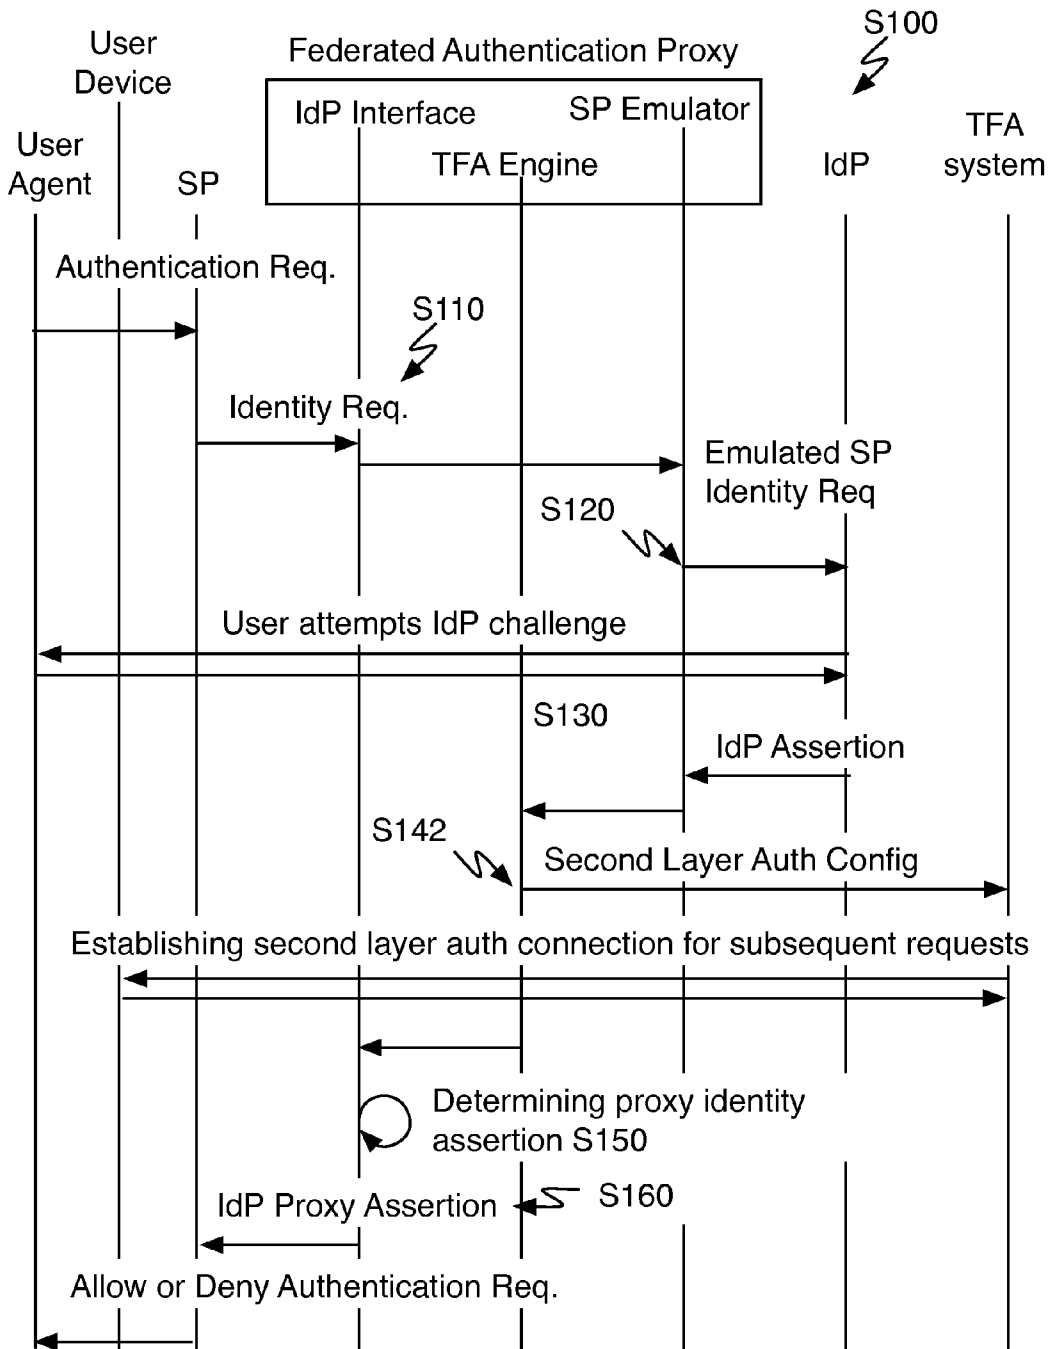 S100
User
Device
Federated Authentication Proxy
IdP Interface
SP Emulator
TFA
system
User
Agent
SP
TFA Engine
IdP
Authentication Req.
S110
Identity Req.
Emulated SP
Identity Req
S120
User attempts IdP challenge
S130
IdP Assertion
S142
Second Layer Auth Config
Establishing second layer auth connection for subsequent requests
Determining proxy identity
assertion S150
IdP Proxy Assertion
S160
Allow or Deny Authentication Req.